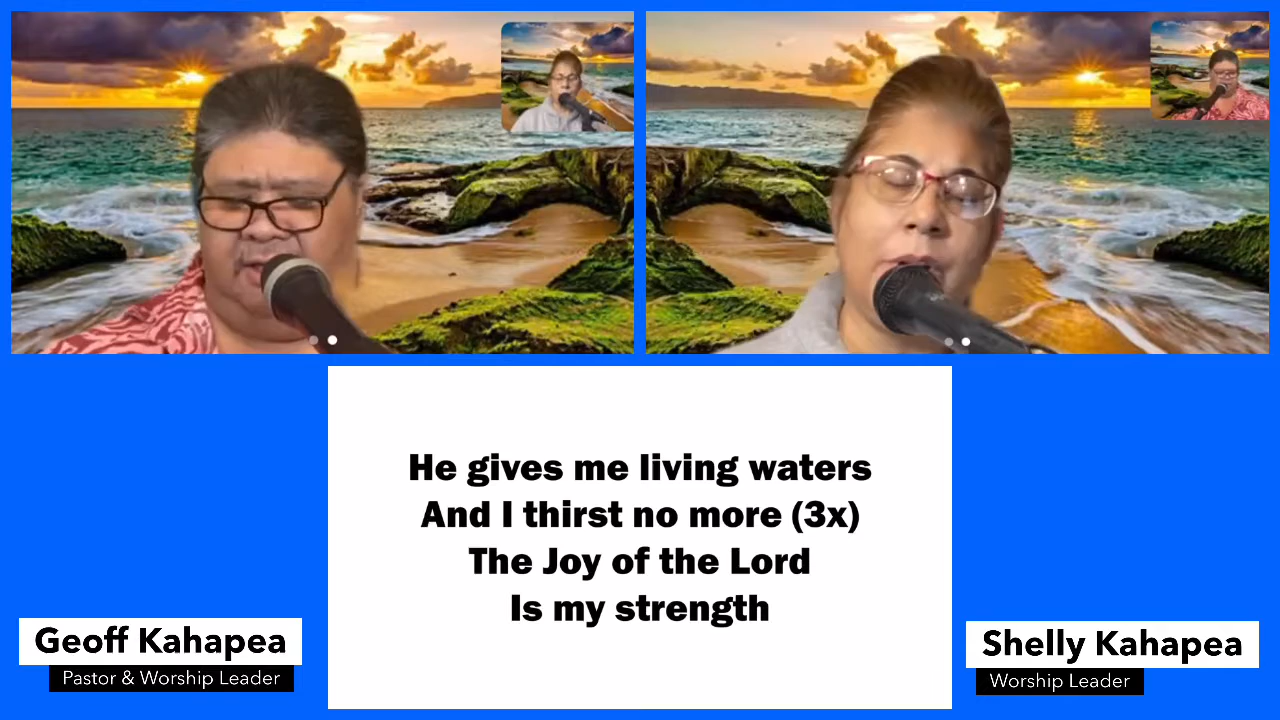 He gives me living waters
And I thirst no more (3x)
The Joy of the Lord
Is my strength
Geoff Kahapea
Pastor & Worship Leader
Shelly Kahapea
Worship Leader